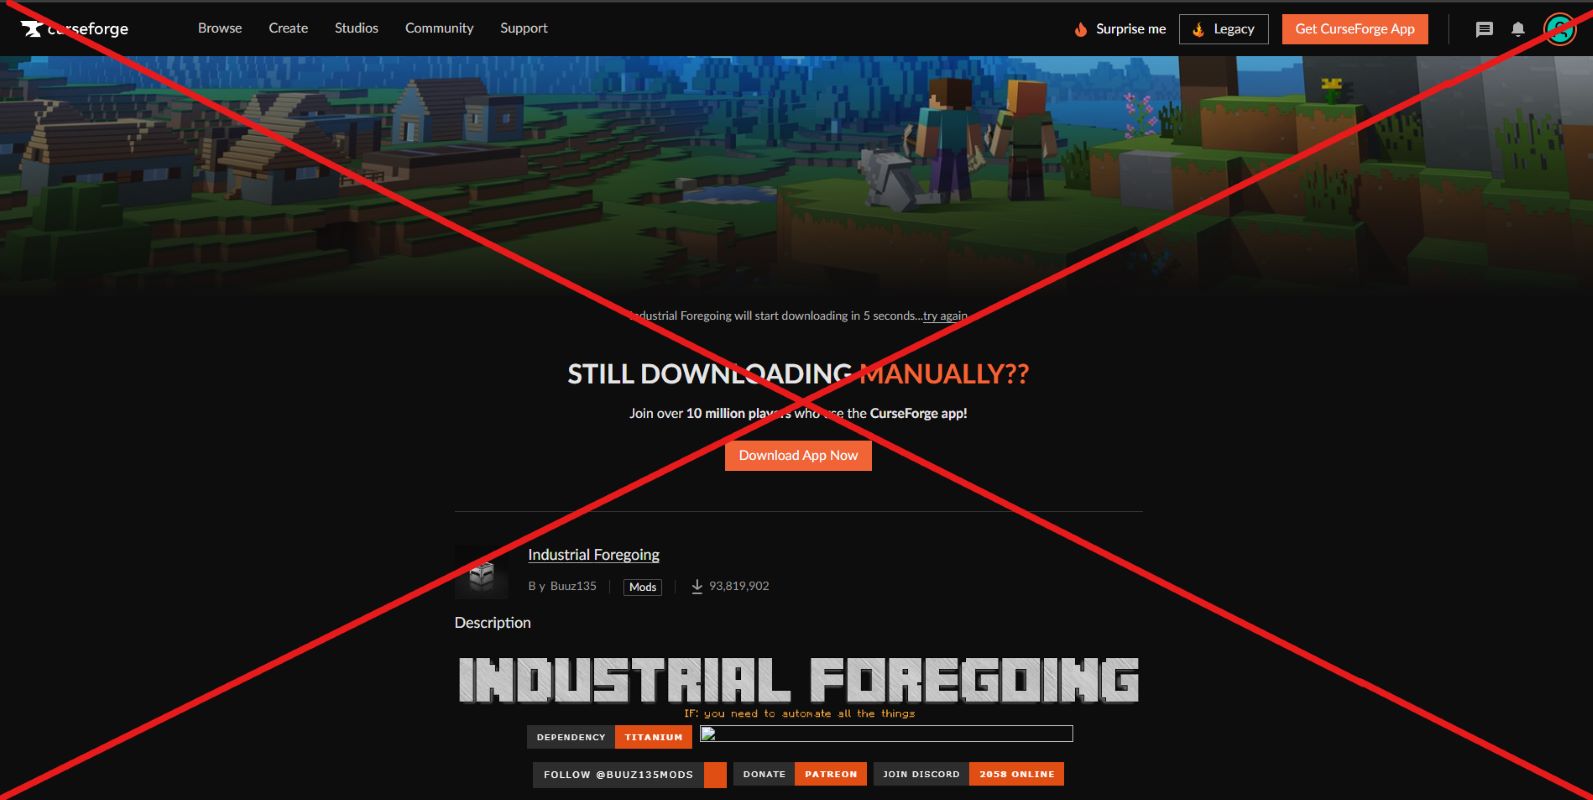 curseforge Browse Create Studios Community Support Surprise me Legacy Get CurseForge App
Industrial Foregoing will start downloading in 5 seconds...try again
STILL DOWNLOADING MANUALLY??
Join over 10 million players who use the CurseForge app!
Download App Now
Industrial Foregoing
By Buuz135 Mods 93,819,902
Description
INDUSTRIAL FOREGOING
IF: you need to automate all the things
DEPENDENCY TITANIUM
FOLLOW @BUUZ135MODS DONATE PATREON JOIN DISCORD 2058 ONLINE